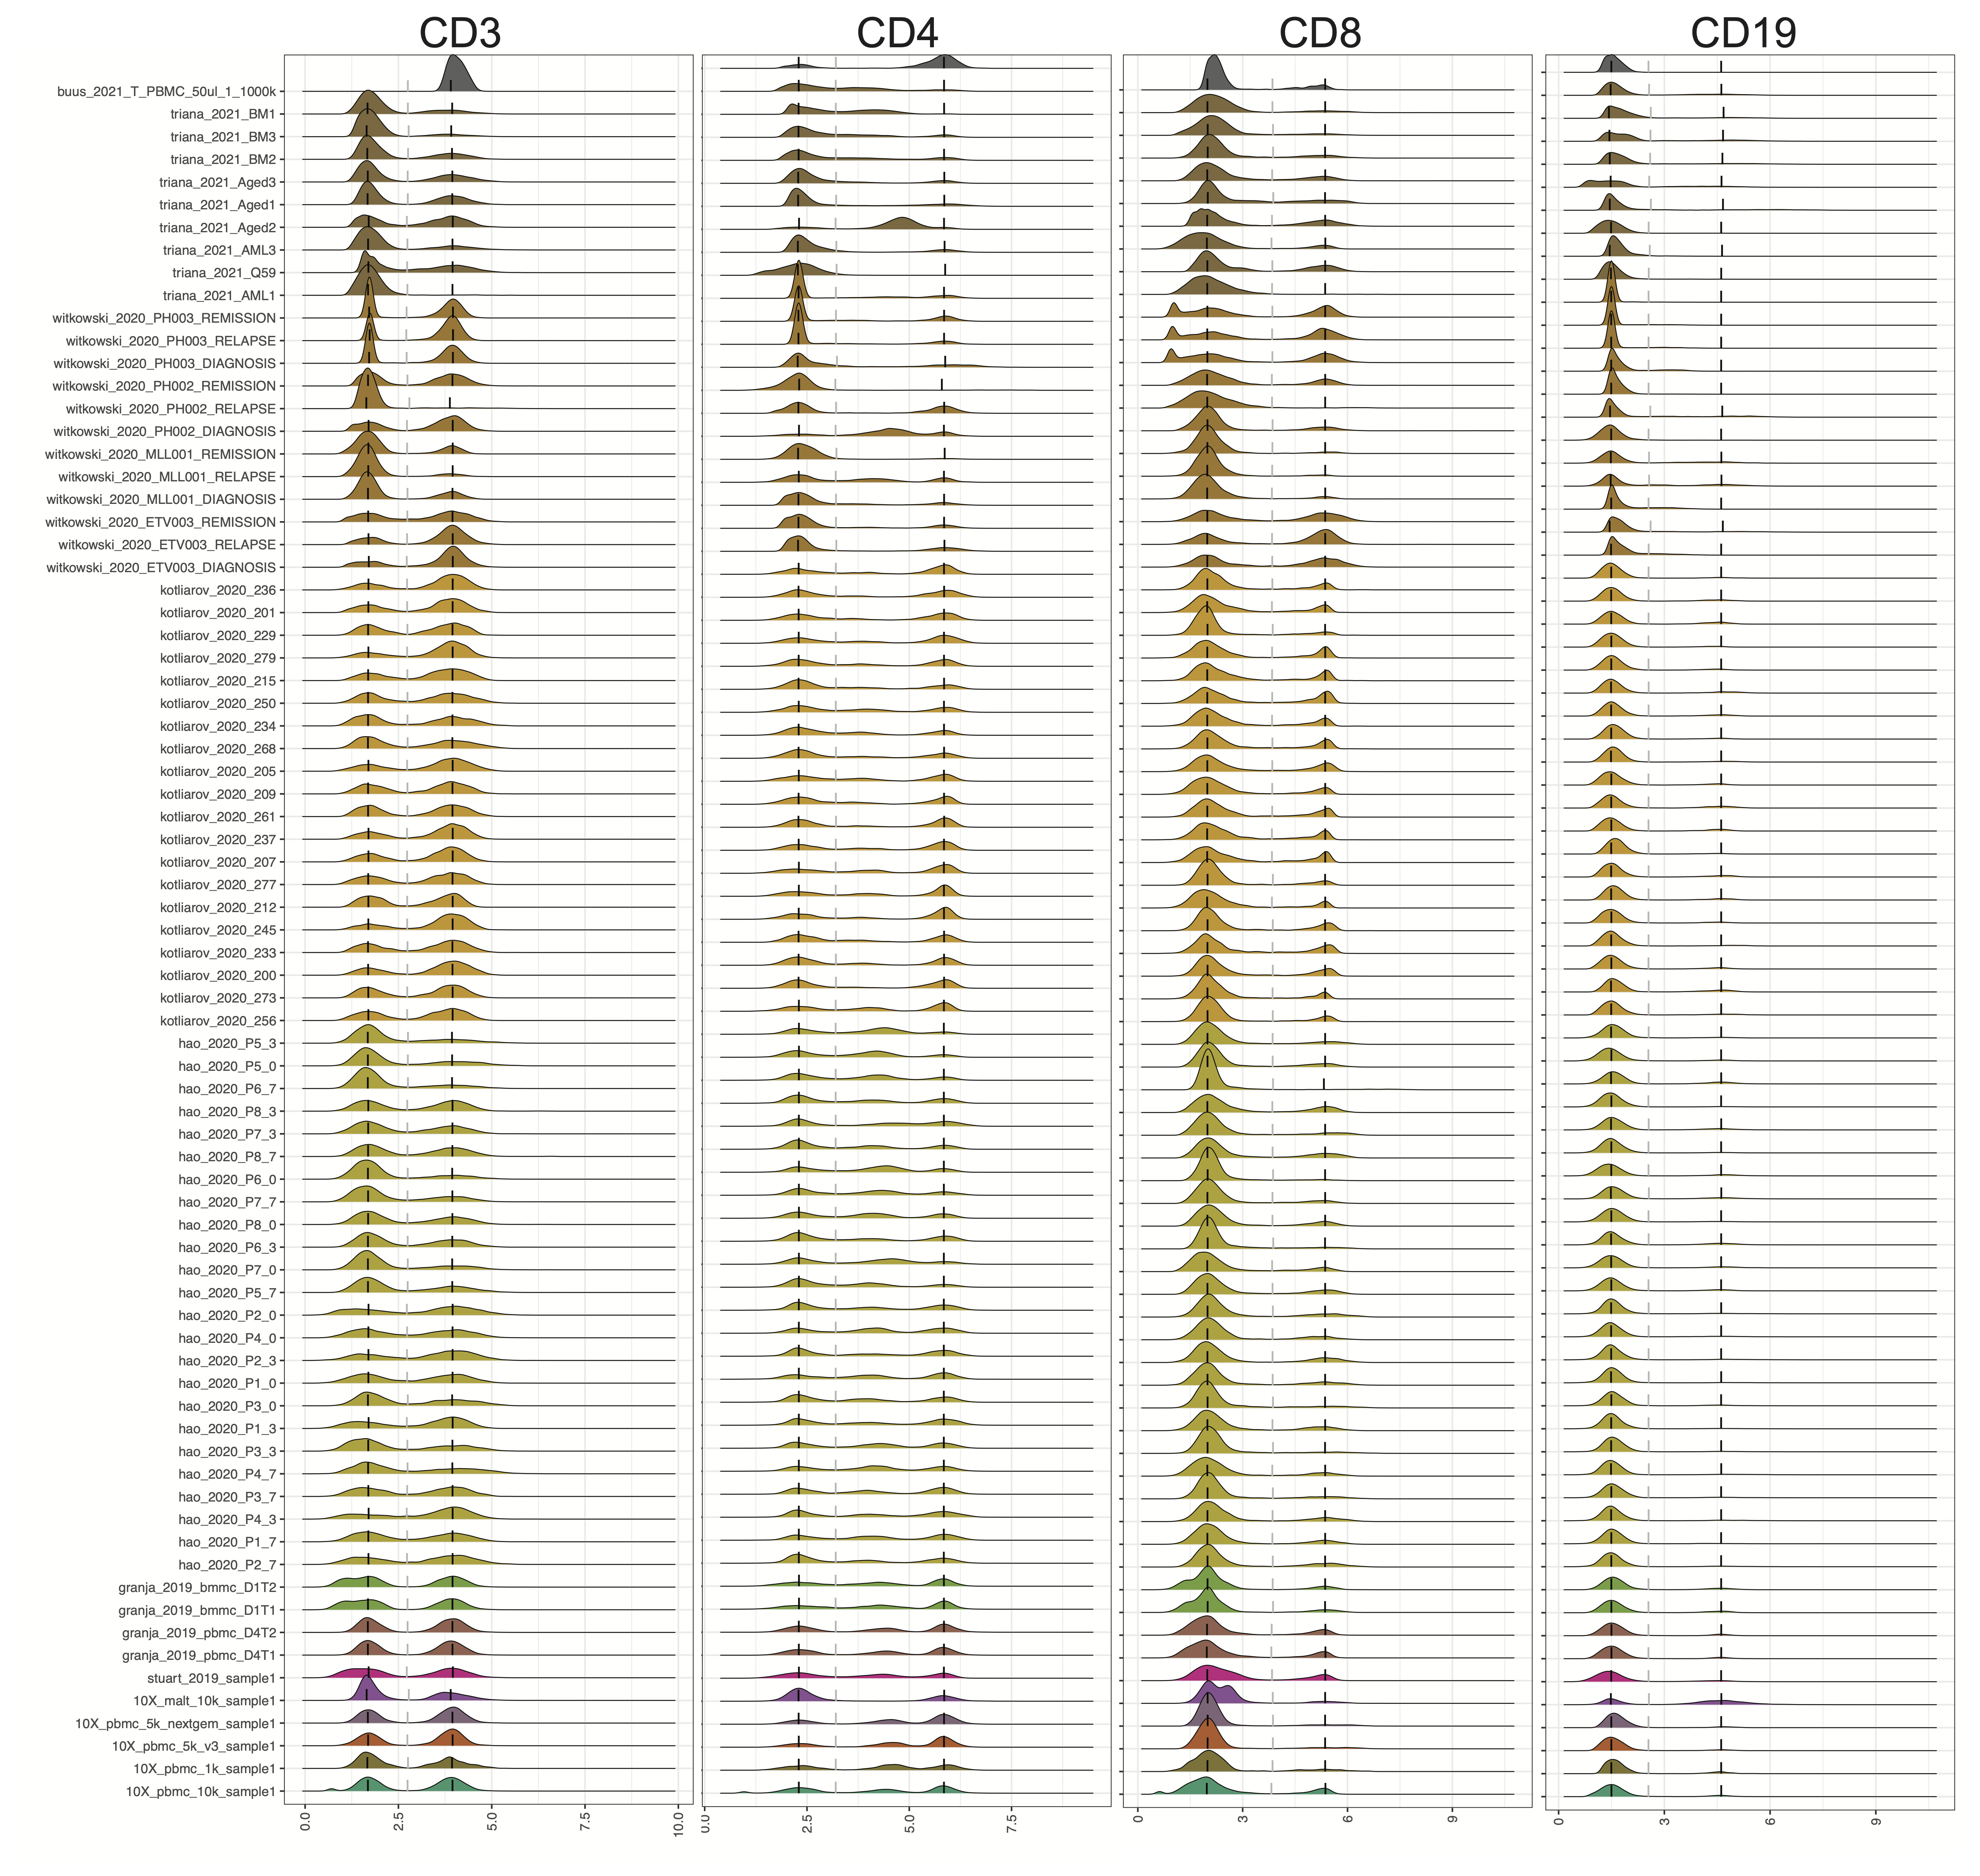 CD3 CD4 CD8 CD19
buus_2021_T_PBMC_50ul_1_1000k
triana_2021_BM1
triana_2021_BM3
triana_2021_BM2
triana_2021_Aged3
triana_2021_Aged1
triana_2021_Aged2
triana_2021_AML3
triana_2021_Q59
triana_2021_AML1
witkowski_2020_PH003_REMISSION
witkowski_2020_PH003_RELAPSE
witkowski_2020_PH003_DIAGNOSIS
witkowski_2020_PH002_REMISSION
witkowski_2020_PH002_RELAPSE
witkowski_2020_PH002_DIAGNOSIS
witkowski_2020_MLL001_REMISSION
witkowski_2020_MLL001_RELAPSE
witkowski_2020_MLL001_DIAGNOSIS
witkowski_2020_ETV003_REMISSION
witkowski_2020_ETV003_RELAPSE
witkowski_2020_ETV003_DIAGNOSIS
kotliarov_2020_236
kotliarov_2020_201
kotliarov_2020_229
kotliarov_2020_279
kotliarov_2020_215
kotliarov_2020_250
kotliarov_2020_234
kotliarov_2020_268
kotliarov_2020_205
kotliarov_2020_209
kotliarov_2020_261
kotliarov_2020_237
kotliarov_2020_207
kotliarov_2020_277
kotliarov_2020_212
kotliarov_2020_245
kotliarov_2020_233
kotliarov_2020_200
kotliarov_2020_273
kotliarov_2020_256
hao_2020_P5_3
hao_2020_P5_0
hao_2020_P6_7
hao_2020_P8_3
hao_2020_P7_3
hao_2020_P8_7
hao_2020_P6_0
hao_2020_P7_7
hao_2020_P8_0
hao_2020_P6_3
hao_2020_P7_0
hao_2020_P5_7
hao_2020_P2_0
hao_2020_P4_0
hao_2020_P2_3
hao_2020_P1_0
hao_2020_P3_0
hao_2020_P1_3
hao_2020_P3_3
hao_2020_P4_7
hao_2020_P3_7
hao_2020_P4_3
hao_2020_P1_7
hao_2020_P2_7
granja_2019_bmmc_D1T2
granja_2019_bmmc_D1T1
granja_2019_pbmc_D4T2
granja_2019_pbmc_D4T1
stuart_2019_sample1
10X_malt_10k_sample1
10X_pbmc_5k_nextgem_sample1
10X_pbmc_5k_v3_sample1
10X_pbmc_1k_sample1
10X_pbmc_10k_sample1
0.0 2.5 5.0 7.5 10.0 0.0 2.5 5.0 7.5 0 3 6 9 0 3 6 9